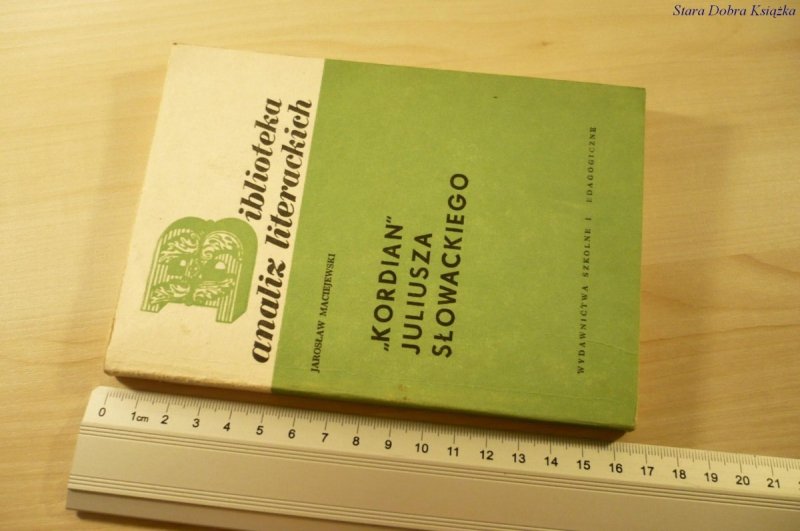 Stara Dobra Książka
Biblioteka
analiz literackich
JAROSŁAW MACIEJEWSKI
„KORDIAN”
JULIUSZA
SŁOWACKIEGO
WYDAWNICTWA SZKOLNE I PEDAGOGICZNE
0 1cm 2 3 4 5 6 7 8 9 10 11 12 13 14 15 16 17 18 19 20 21